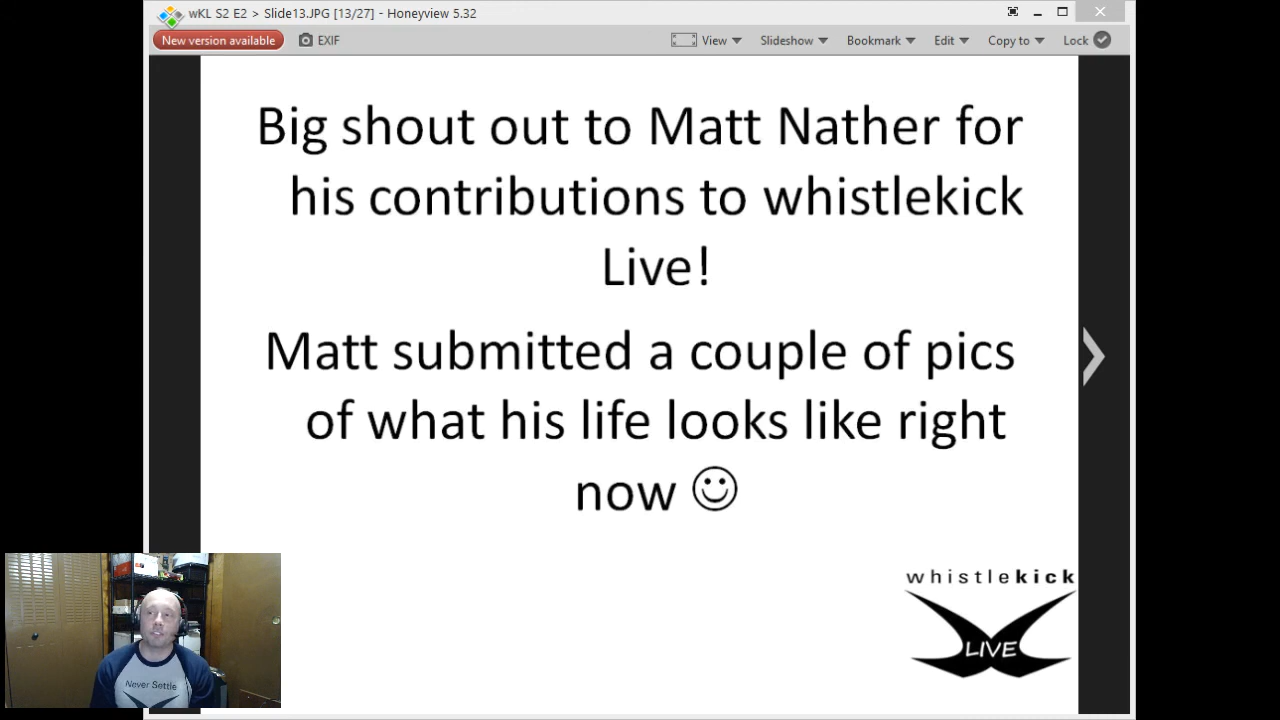 wKL S2 E2 > Slide13.JPG [13/27] - Honeyview 5.32
New version available EXIF View Slideshow Bookmark Edit Copy to Lock
Big shout out to Matt Nather for
his contributions to whistlekick
Live!
Matt submitted a couple of pics
of what his life looks like right
now ☺
whistlekick
LIVE
Never Settle